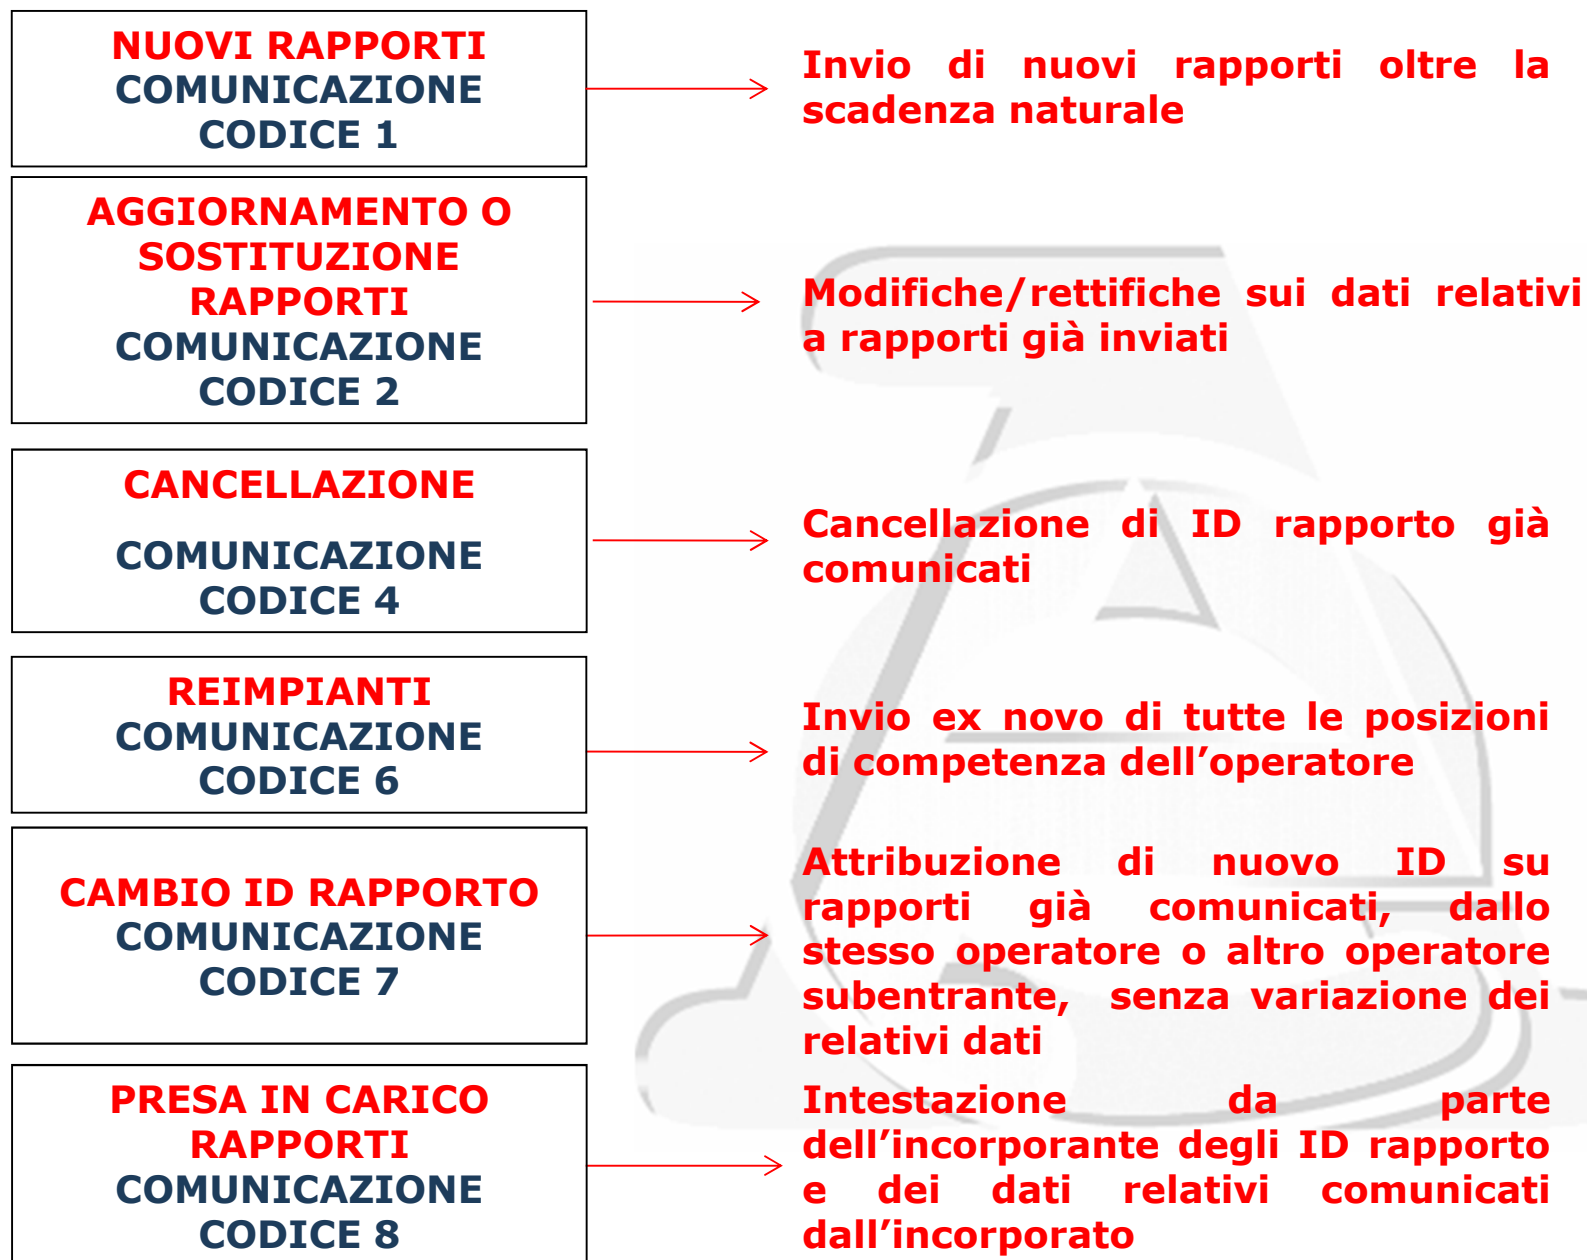 NUOVI RAPPORTI
COMUNICAZIONE
CODICE 1
Invio di nuovi rapporti oltre la
scadenza naturale
AGGIORNAMENTO O
SOSTITUZIONE
RAPPORTI
COMUNICAZIONE
CODICE 2
Modifiche/rettifiche sui dati relativi
a rapporti già inviati
CANCELLAZIONE
COMUNICAZIONE
CODICE 4
Cancellazione di ID rapporto già
comunicati
REIMPIANTI
COMUNICAZIONE
CODICE 6
Invio ex novo di tutte le posizioni
di competenza dell’operatore
CAMBIO ID RAPPORTO
COMUNICAZIONE
CODICE 7
Attribuzione di nuovo ID su
rapporti già comunicati, dallo
stesso operatore o altro operatore
subentrante, senza variazione dei
relativi dati
PRESA IN CARICO
RAPPORTI
COMUNICAZIONE
CODICE 8
Intestazione da parte
dell’incorporante degli ID rapporto
e dei dati relativi comunicati
dall’incorporato